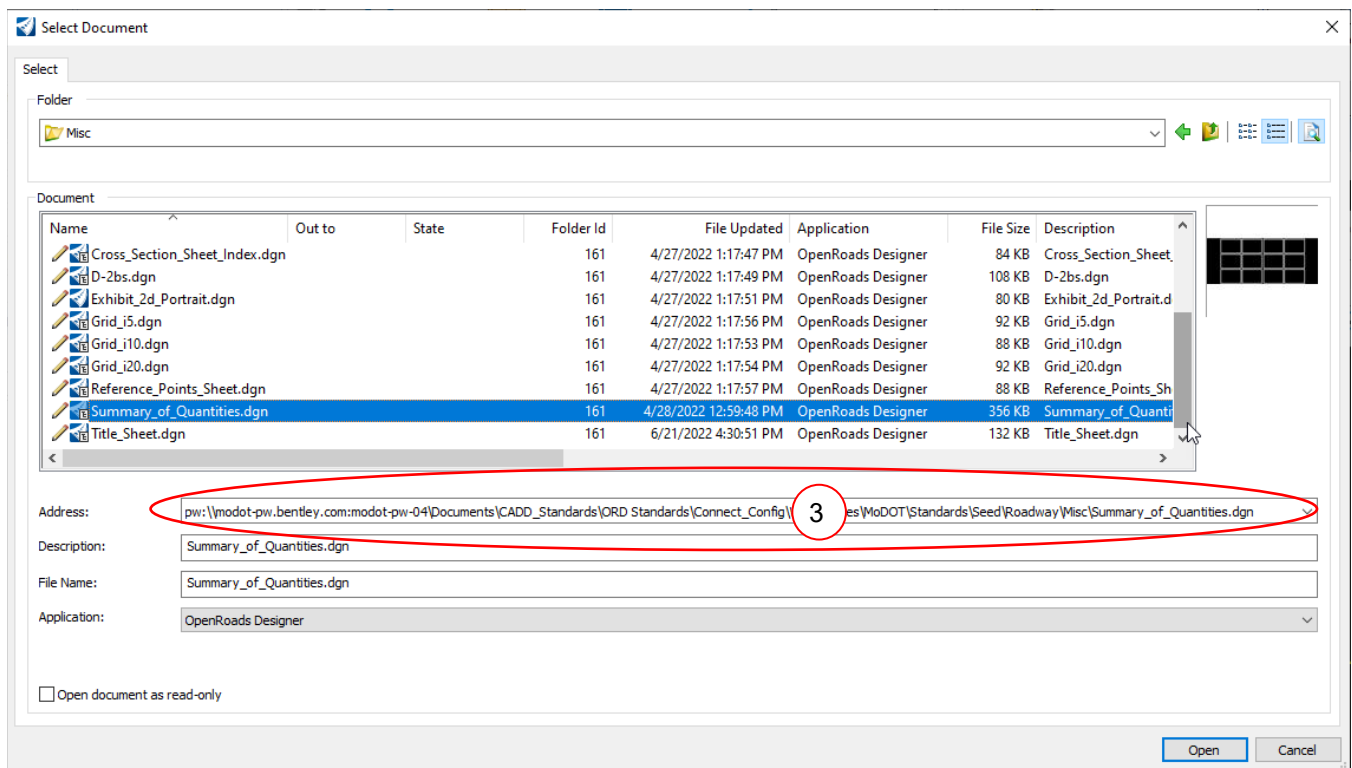 Select Document
Select
Folder
Misc
Document
Name Out to State Folder Id File Updated Application File Size Description
Cross_Section_Sheet_Index.dgn 161 4/27/2022 1:17:47 PM OpenRoads Designer 84 KB Cross_Section_Sheet_
D-2bs.dgn 161 4/27/2022 1:17:49 PM OpenRoads Designer 108 KB D-2bs.dgn
Exhibit_2d_Portrait.dgn 161 4/27/2022 1:17:51 PM OpenRoads Designer 80 KB Exhibit_2d_Portrait.d
Grid_i5.dgn 161 4/27/2022 1:17:56 PM OpenRoads Designer 92 KB Grid_i5.dgn
Grid_i10.dgn 161 4/27/2022 1:17:53 PM OpenRoads Designer 88 KB Grid_i10.dgn
Grid_i20.dgn 161 4/27/2022 1:17:54 PM OpenRoads Designer 92 KB Grid_i20.dgn
Reference_Points_Sheet.dgn 161 4/27/2022 1:17:57 PM OpenRoads Designer 88 KB Reference_Points_Sh
Summary_of_Quantities.dgn 161 4/28/2022 12:59:48 PM OpenRoads Designer 356 KB Summary_of_Quanti
Title_Sheet.dgn 161 6/21/2022 4:30:51 PM OpenRoads Designer 132 KB Title_Sheet.dgn
Address: pw:\\modot-pw.bentley.com:modot-pw-04\Documents\CADD_Standards\ORD Standards\Connect_Config\ 3 es\MoDOT\Standards\Seed\Roadway\Misc\Summary_of_Quantities.dgn
Description: Summary_of_Quantities.dgn
File Name: Summary_of_Quantities.dgn
Application: OpenRoads Designer
Open document as read-only
Open Cancel